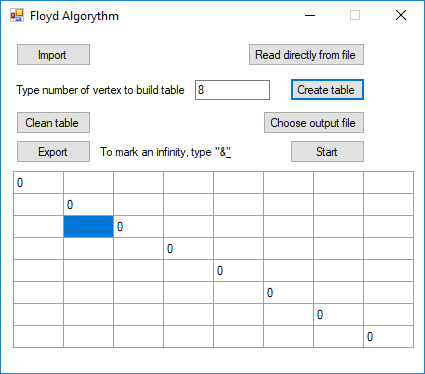 Floyd Algorythm
Import Read directly from file
Type number of vertex to build table 8 Create table
Clean table Choose output file
Export To mark an infinity, type "&" Start
0
0
0
0
0
0
0
0